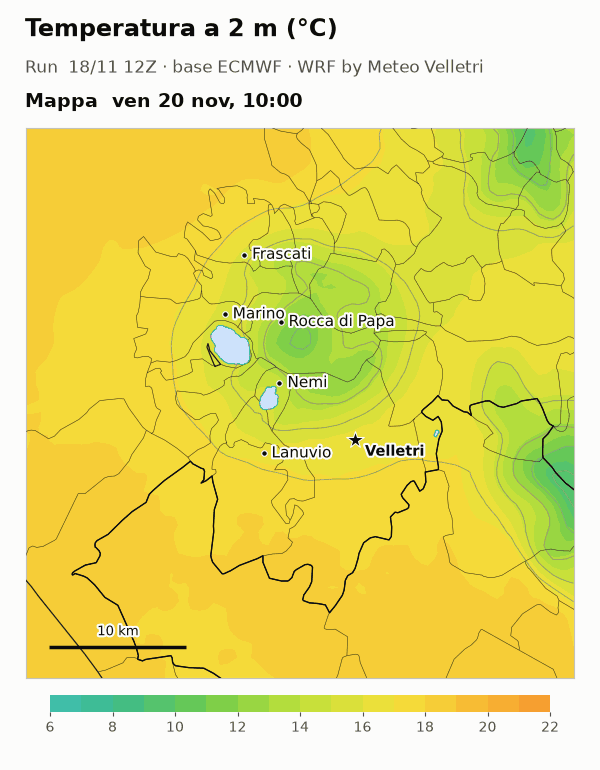 Temperatura a 2 m (°C)
Run  18/11 12Z · base ECMWF · WRF by Meteo Velletri
Mappa  ven 20 nov, 10:00
Frascati
Marino
Rocca di Papa
Nemi
Velletri
Lanuvio
10 km
6 8 10 12 14 16 18 20 22